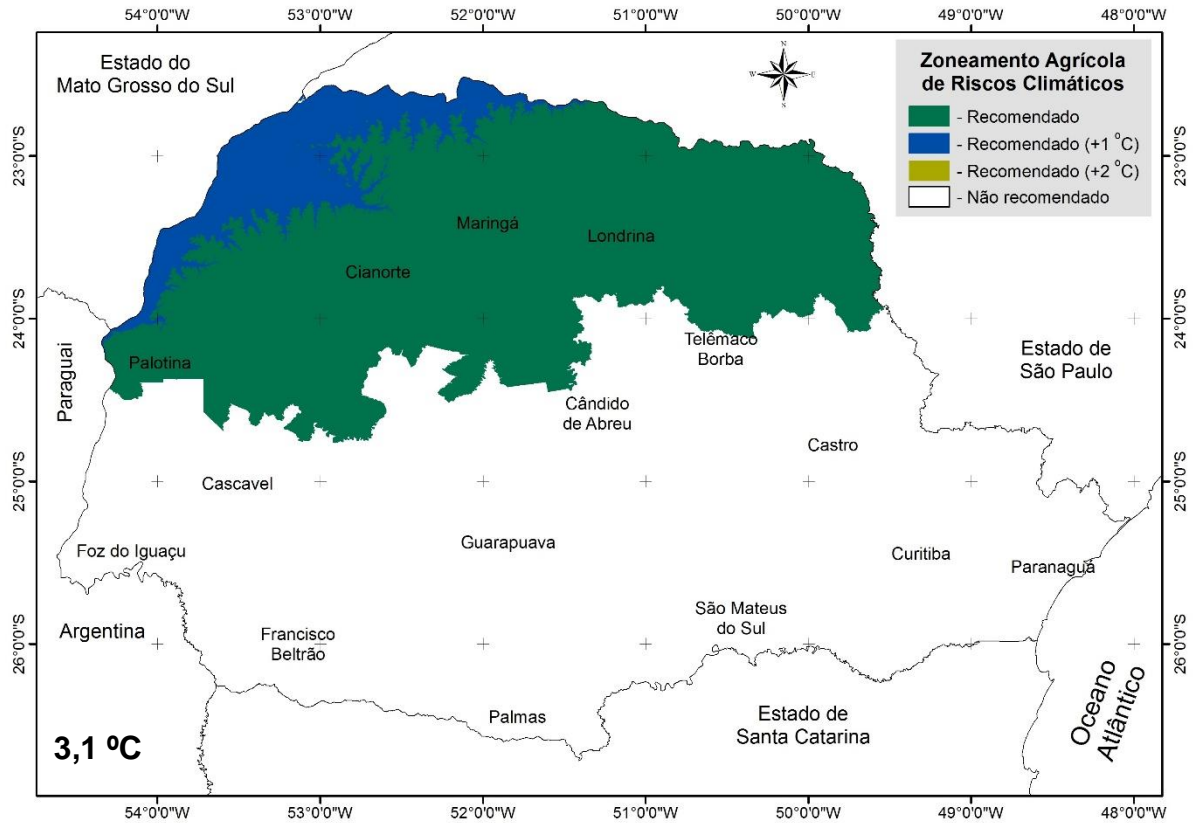 54°0'0"W 53°0'0"W 52°0'0"W 51°0'0"W 50°0'0"W 49°0'0"W 48°0'0"W
Estado do
Mato Grosso do Sul
N
W E
S
Zoneamento Agrícola
de Riscos Climáticos
- Recomendado
- Recomendado (+1 °C)
- Recomendado (+2 °C)
- Não recomendado
23°0'0"S 23°0'0"S
Maringá
Londrina
Cianorte
24°0'0"S 24°0'0"S
Palotina
Telêmaco
Borba
Estado de
São Paulo
Paraguai
Cândido
de Abreu
Castro
25°0'0"S 25°0'0"S
Cascavel
Guarapuava
Foz do Iguaçu
Curitiba
Paranaguá
Argentina
Francisco
Beltrão
São Mateus
do Sul
26°0'0"S 26°0'0"S
Palmas
Estado de
Santa Catarina
Oceano
Atlântico
3,1 ºC
54°0'0"W 53°0'0"W 52°0'0"W 51°0'0"W 50°0'0"W 49°0'0"W 48°0'0"W